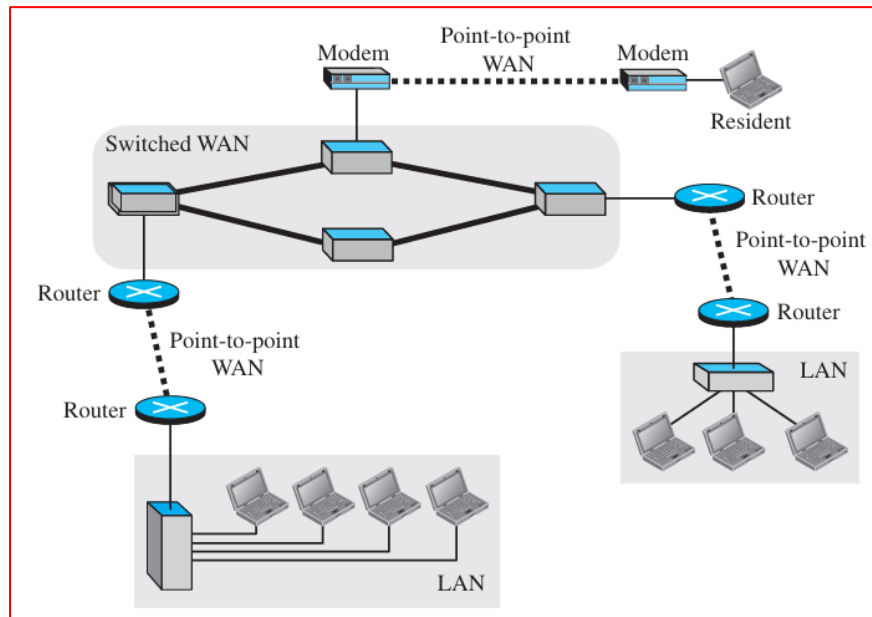 Point-to-point
WAN
Modem
Modem
Resident
Switched WAN
Router
Point-to-point
WAN
Router
Router
Point-to-point
WAN
Router
LAN
LAN